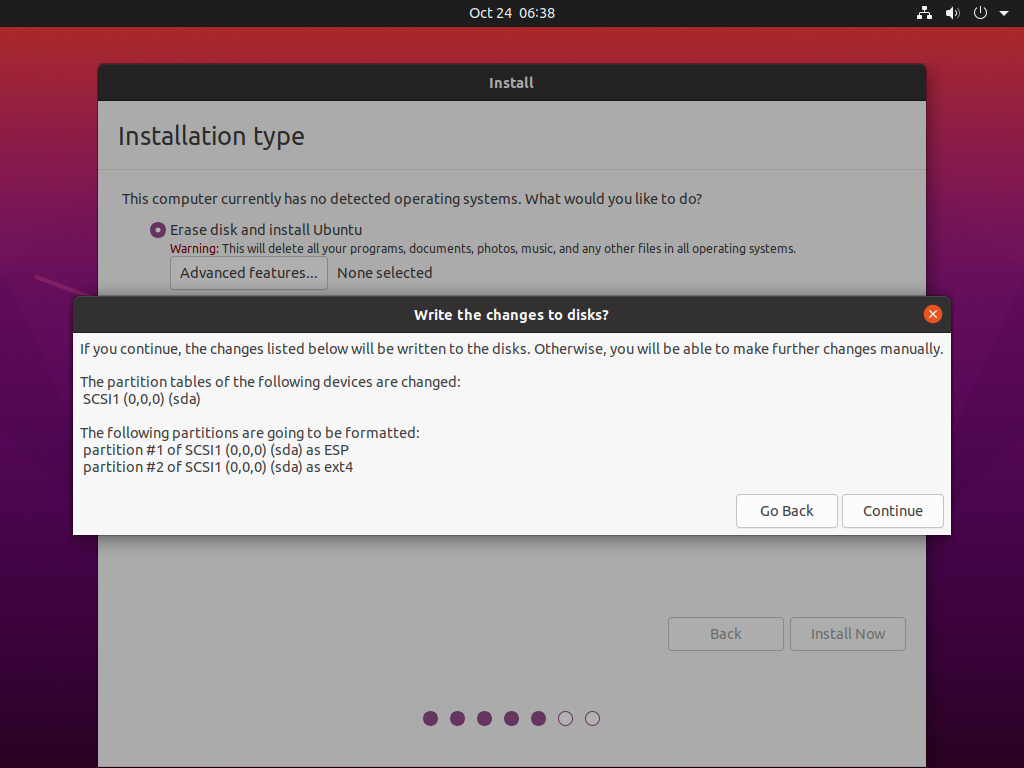 Oct 24  06:38
Install
Installation type
This computer currently has no detected operating systems. What would you like to do?
Erase disk and install Ubuntu
Warning: This will delete all your programs, documents, photos, music, and any other files in all operating systems.
Advanced features... None selected
Write the changes to disks?
If you continue, the changes listed below will be written to the disks. Otherwise, you will be able to make further changes manually.
The partition tables of the following devices are changed:
SCSI1 (0,0,0) (sda)
The following partitions are going to be formatted:
partition #1 of SCSI1 (0,0,0) (sda) as ESP
partition #2 of SCSI1 (0,0,0) (sda) as ext4
Go Back Continue
Back Install Now